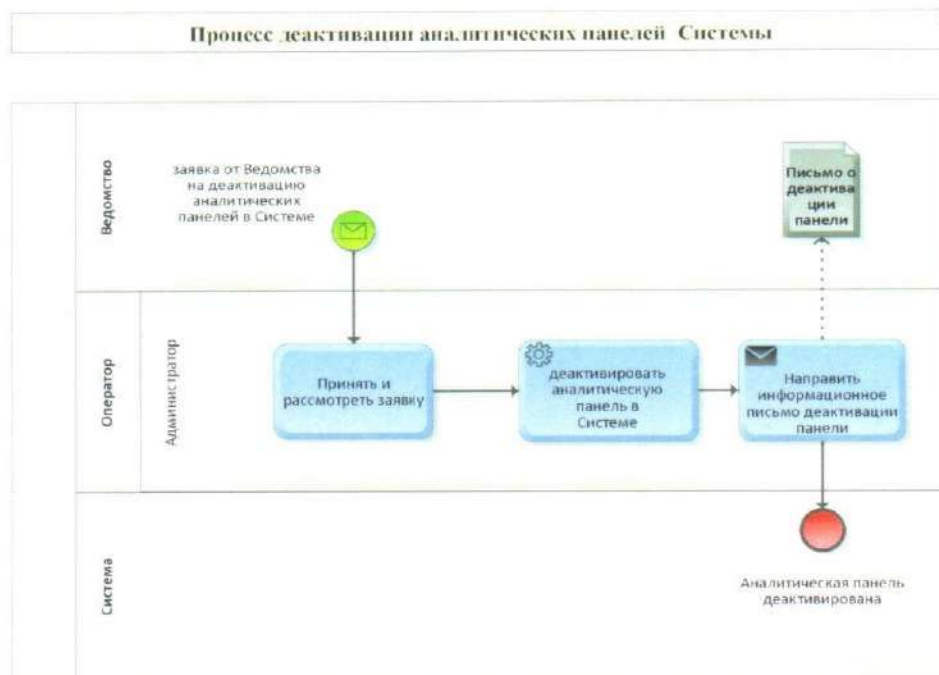 Процесс деактивации аналитических панелей Системы
Ведомство
заявка от Ведомства
на деактивацию
аналитических
панелей в Системе
Письмо о
деактива
ции
панели
Оператор
Администратор
Принять и
рассмотреть заявку
деактивировать
аналитическую
панель в
Системе
Направить
информационное
письмо деактивации
панели
Система
Аналитическая панель
деактивирована